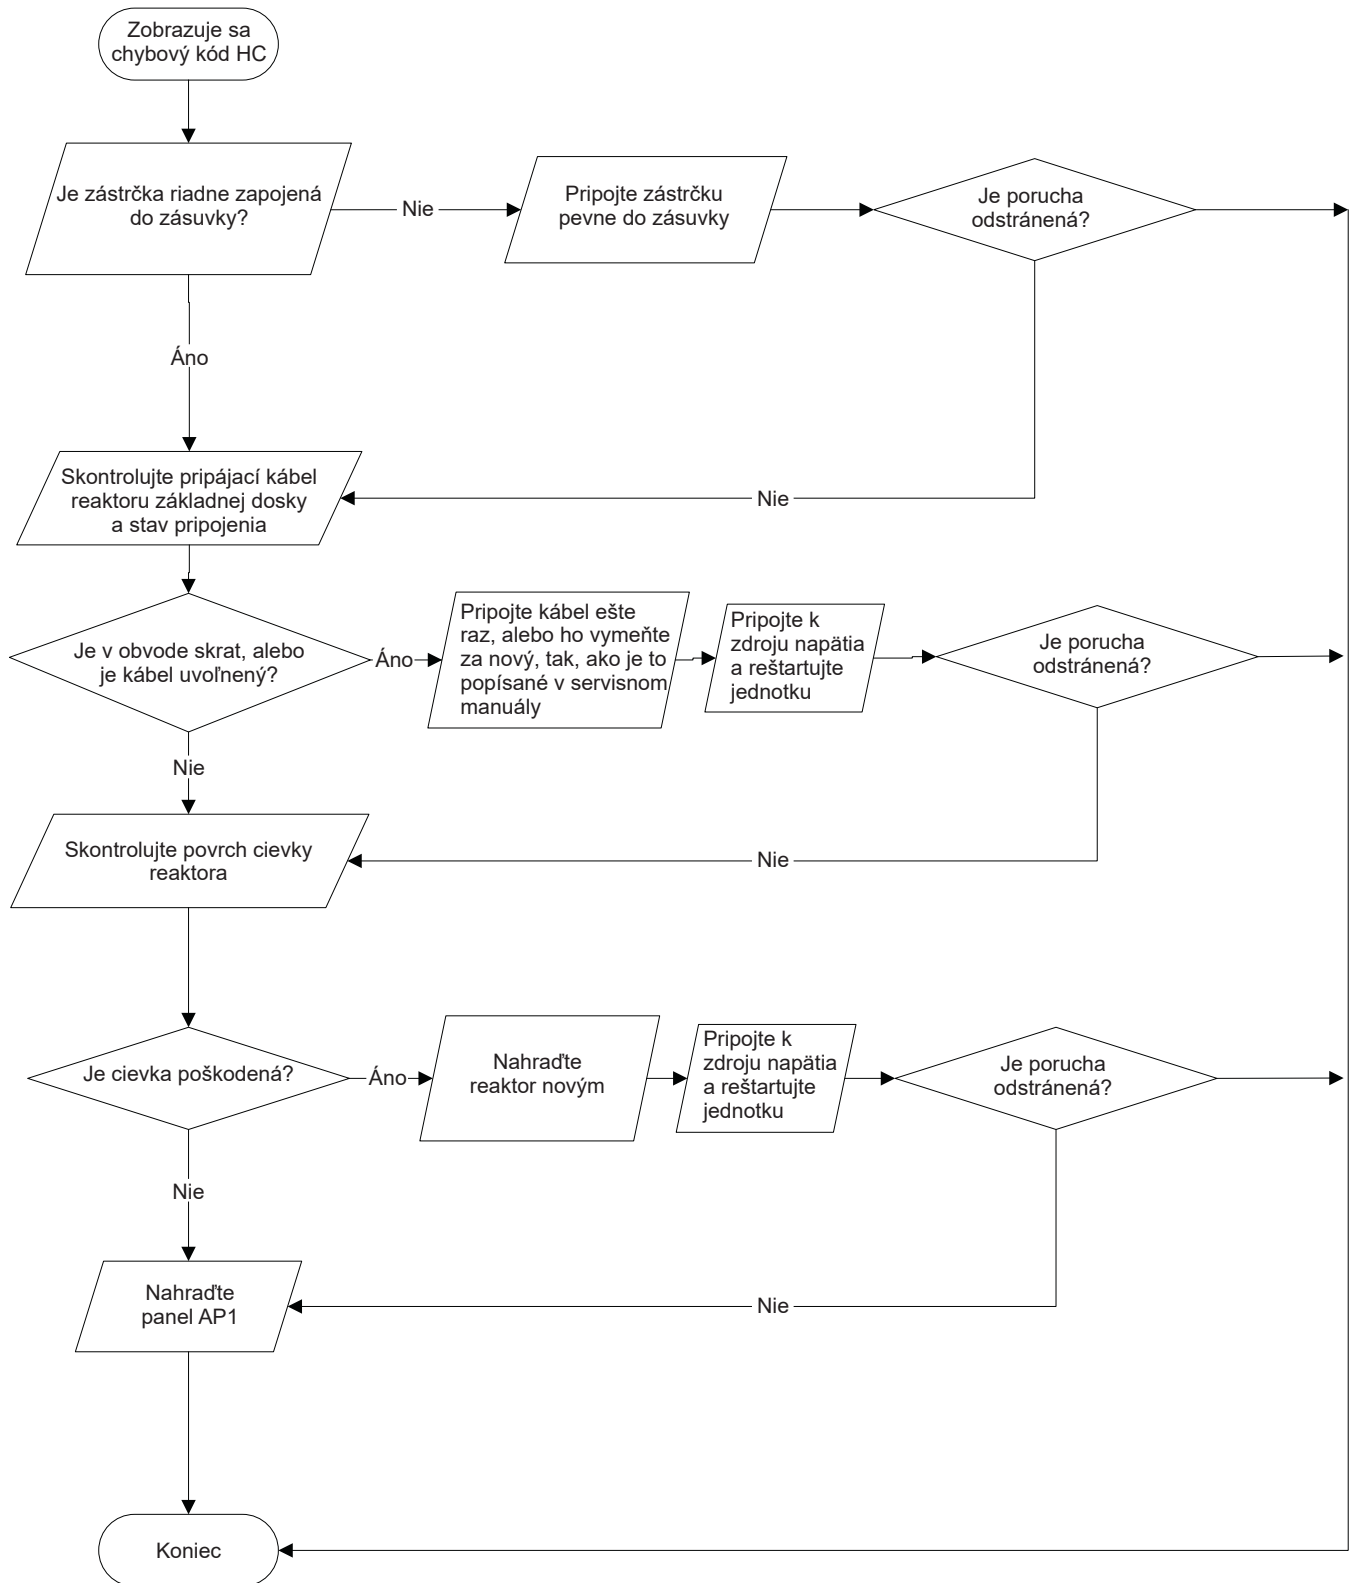 Zobrazuje sa
chybový kód HC
Je zástrčka riadne zapojená
do zásuvky?
Nie
Pripojte zástrčku
pevne do zásuvky
Je porucha
odstránená?
Áno
Skontrolujte pripájací kábel
reaktoru základnej dosky
a stav pripojenia
Nie
Je v obvode skrat, alebo
je kábel uvoľnený?
Áno
Pripojte kábel ešte
raz, alebo ho vymeňte
za nový, tak, ako je to
popísané v servisnom
manuály
Pripojte k
zdroju napätia
a reštartujte
jednotku
Je porucha
odstránená?
Nie
Skontrolujte povrch cievky
reaktora
Nie
Je cievka poškodená?
Áno
Nahraďte
reaktor novým
Pripojte k
zdroju napätia
a reštartujte
jednotku
Je porucha
odstránená?
Nie
Nahraďte
panel AP1
Nie
Koniec